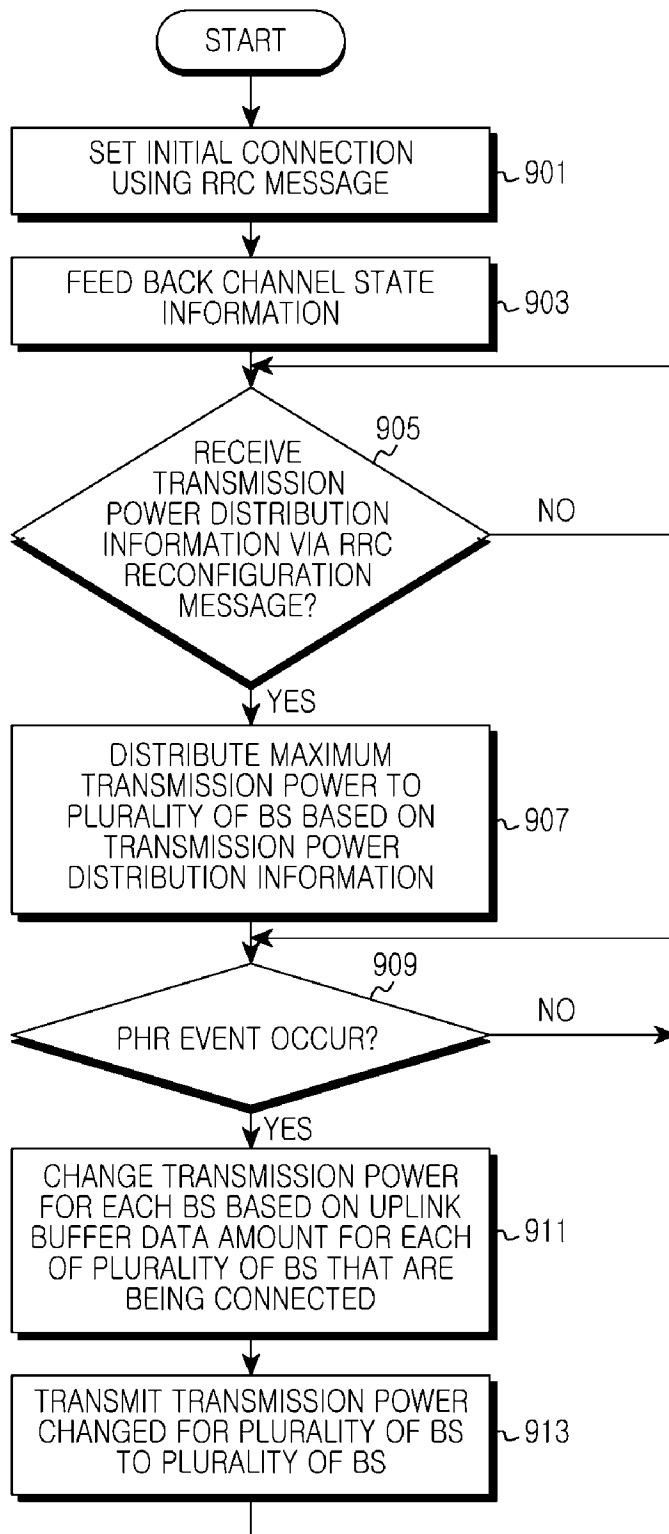 START
SET INITIAL CONNECTION
USING RRC MESSAGE
901
FEED BACK CHANNEL STATE
INFORMATION
903
905
RECEIVE
TRANSMISSION
POWER DISTRIBUTION
INFORMATION VIA RRC
RECONFIGURATION
MESSAGE?
NO
YES
DISTRIBUTE MAXIMUM
TRANSMISSION POWER TO
PLURALITY OF BS BASED ON
TRANSMISSION POWER
DISTRIBUTION INFORMATION
907
909
PHR EVENT OCCUR?
NO
YES
CHANGE TRANSMISSION POWER
FOR EACH BS BASED ON UPLINK
BUFFER DATA AMOUNT FOR EACH
OF PLURALITY OF BS THAT ARE
BEING CONNECTED
911
TRANSMIT TRANSMISSION POWER
CHANGED FOR PLURALITY OF BS
TO PLURALITY OF BS
913